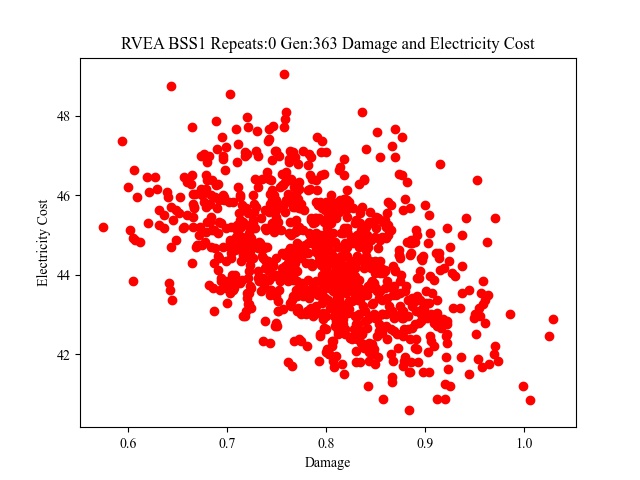 RVEA BSS1 Repeats:0 Gen:363 Damage and Electricity Cost
48
46
44
42
Electricity Cost
0.6 0.7 0.8 0.9 1.0
Damage